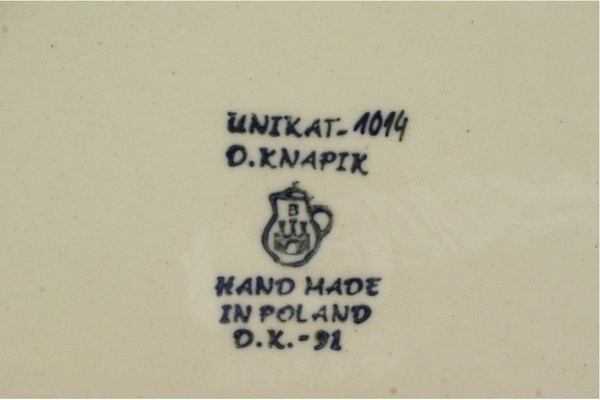 UNIKAT-1014
D.KNAPIK
B
HAND MADE
IN POLAND
D.K.-91